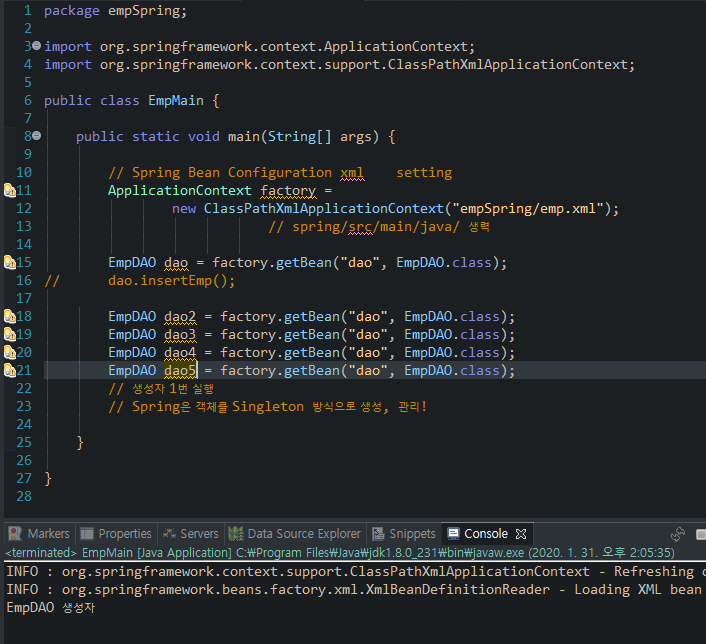 1 package empSpring;
2
3 import org.springframework.context.ApplicationContext;
4 import org.springframework.context.support.ClassPathXmlApplicationContext;
5
6 public class EmpMain {
7
8 public static void main(String[] args) {
9
10 // Spring Bean Configuration xml    setting
11 ApplicationContext factory =
12 new ClassPathXmlApplicationContext("empSpring/emp.xml");
13 // spring/src/main/java/ 생략
14
15 EmpDAO dao = factory.getBean("dao", EmpDAO.class);
16 //      dao.insertEmp();
17
18 EmpDAO dao2 = factory.getBean("dao", EmpDAO.class);
19 EmpDAO dao3 = factory.getBean("dao", EmpDAO.class);
20 EmpDAO dao4 = factory.getBean("dao", EmpDAO.class);
21 EmpDAO dao5 = factory.getBean("dao", EmpDAO.class);
22 // 생성자 1번 실행
23 // Spring은 객체를 Singleton 방식으로 생성, 관리!
24
25 }
26
27 }
28
Markers Properties Servers Data Source Explorer Snippets Console
<terminated> EmpMain [Java Application] C:₩Program Files₩Java₩jdk1.8.0_231₩bin₩javaw.exe (2020. 1. 31. 오후 2:05:35)
INFO : org.springframework.context.support.ClassPathXmlApplicationContext - Refreshing
INFO : org.springframework.beans.factory.xml.XmlBeanDefinitionReader - Loading XML bean
EmpDAO 생성자